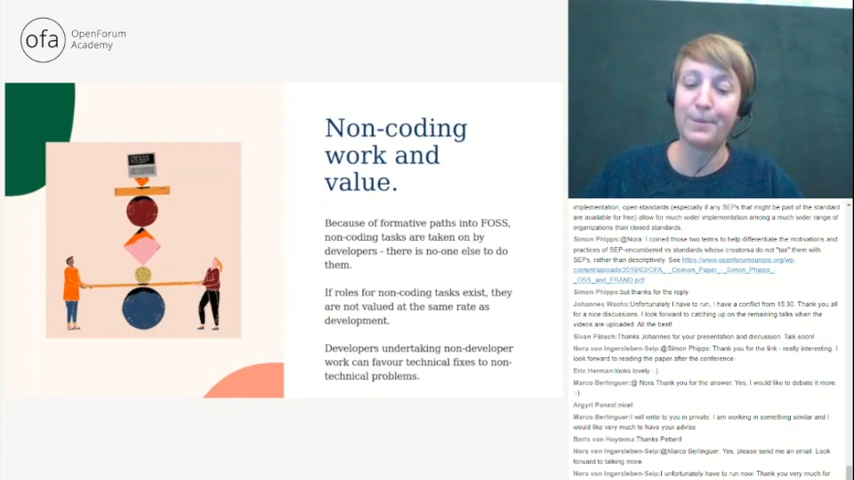 ofa
OpenForum
Academy
Non-coding
work and
value.
Because of formative paths into FOSS,
non-coding tasks are taken on by
developers - there is no-one else to do
them.
If roles for non-coding tasks exist, they
are not valued at the same rate as
development.
Developers undertaking non-developer
work can favour technical fixes to non-
technical problems.
implementation, open standards (especially if any SEPs that might be part of the standard
are available for free) allow for much wider implementation among a much wider range of
organizations than closed standards.
Simon Phipps:@Nora: I coined those two terms to help differentiate the motivations and
practices of SEP-encumbered vs standards whose creatorsa do not "tax" them with
SEPs, rather than descriptively. See https://www.openforumeurope.org/wp-
content/uploads/2019/03/OFA_-_Opinion_Paper_-_Simon_Phipps_-
_OSS_and_FRAND.pdf
Simon Phipps:but thanks for the reply
Johannes Wachs:Unfortunately I have to run, I have a conflict from 15:30. Thank you all
for a nice discussions. I look forward to catching up on the remaining talks when the
videos are uploaded. All the best!
Sivan Pätsch:Thanks Johannes for your presentation and discussion. Talk soon!
Nora von Ingersleben-Seip:@Simon Phipps: Thank you for the link - really interesting. I
look forward to reading the paper after the conference-
Eric Herman:looks lovely :-)
Marco Berlinguer:@ Nora Thank you for the answer. Yes, I would like to debate it more.
:-)
Argyri Panezi:nice!
Marco Berlinguer:I will write to you in private. I am working in something similar and I
would like very much to have your advise
Boris van Hoytema:Thanks Petteri!
Nora von Ingersleben-Seip:@Marco Berlinguer: Yes, please send me an email. Look
forward to talking more.
Nora von Ingersleben-Seip:I unfortunately have to run now. Thank you very much for